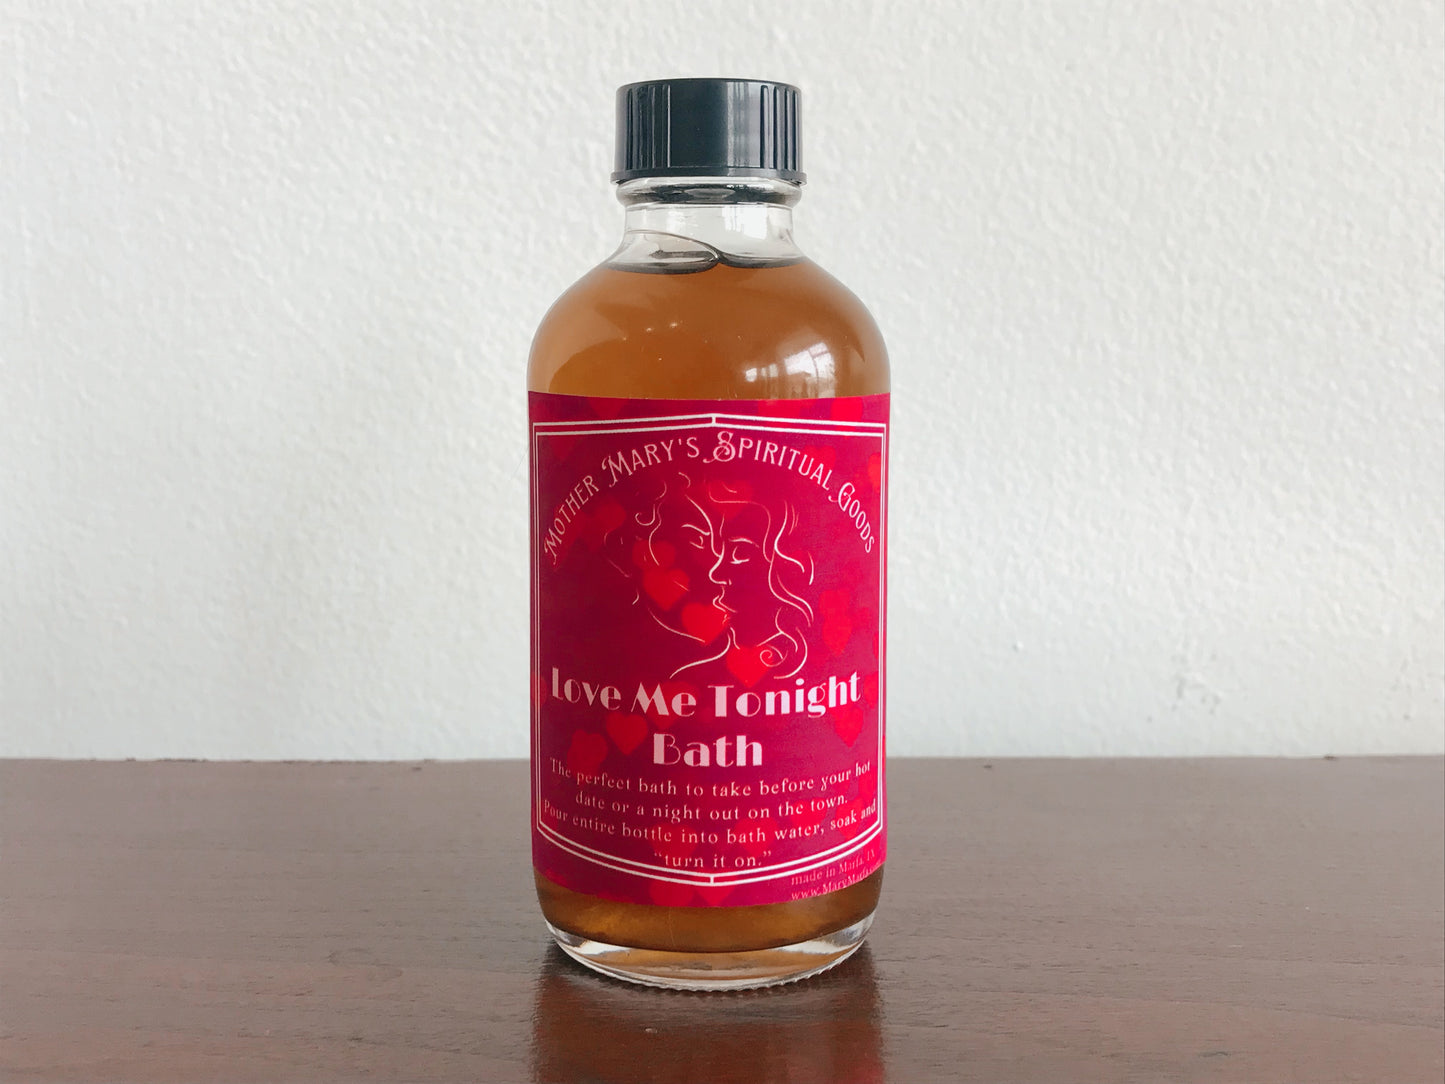 Mother Mary's Spiritual Goods
Love Me Tonight
Bath
The perfect bath to take before your hot
date or a night out on the town.
Pour entire bottle into bath water, soak and
“turn it on.”
made in Marfa, TX